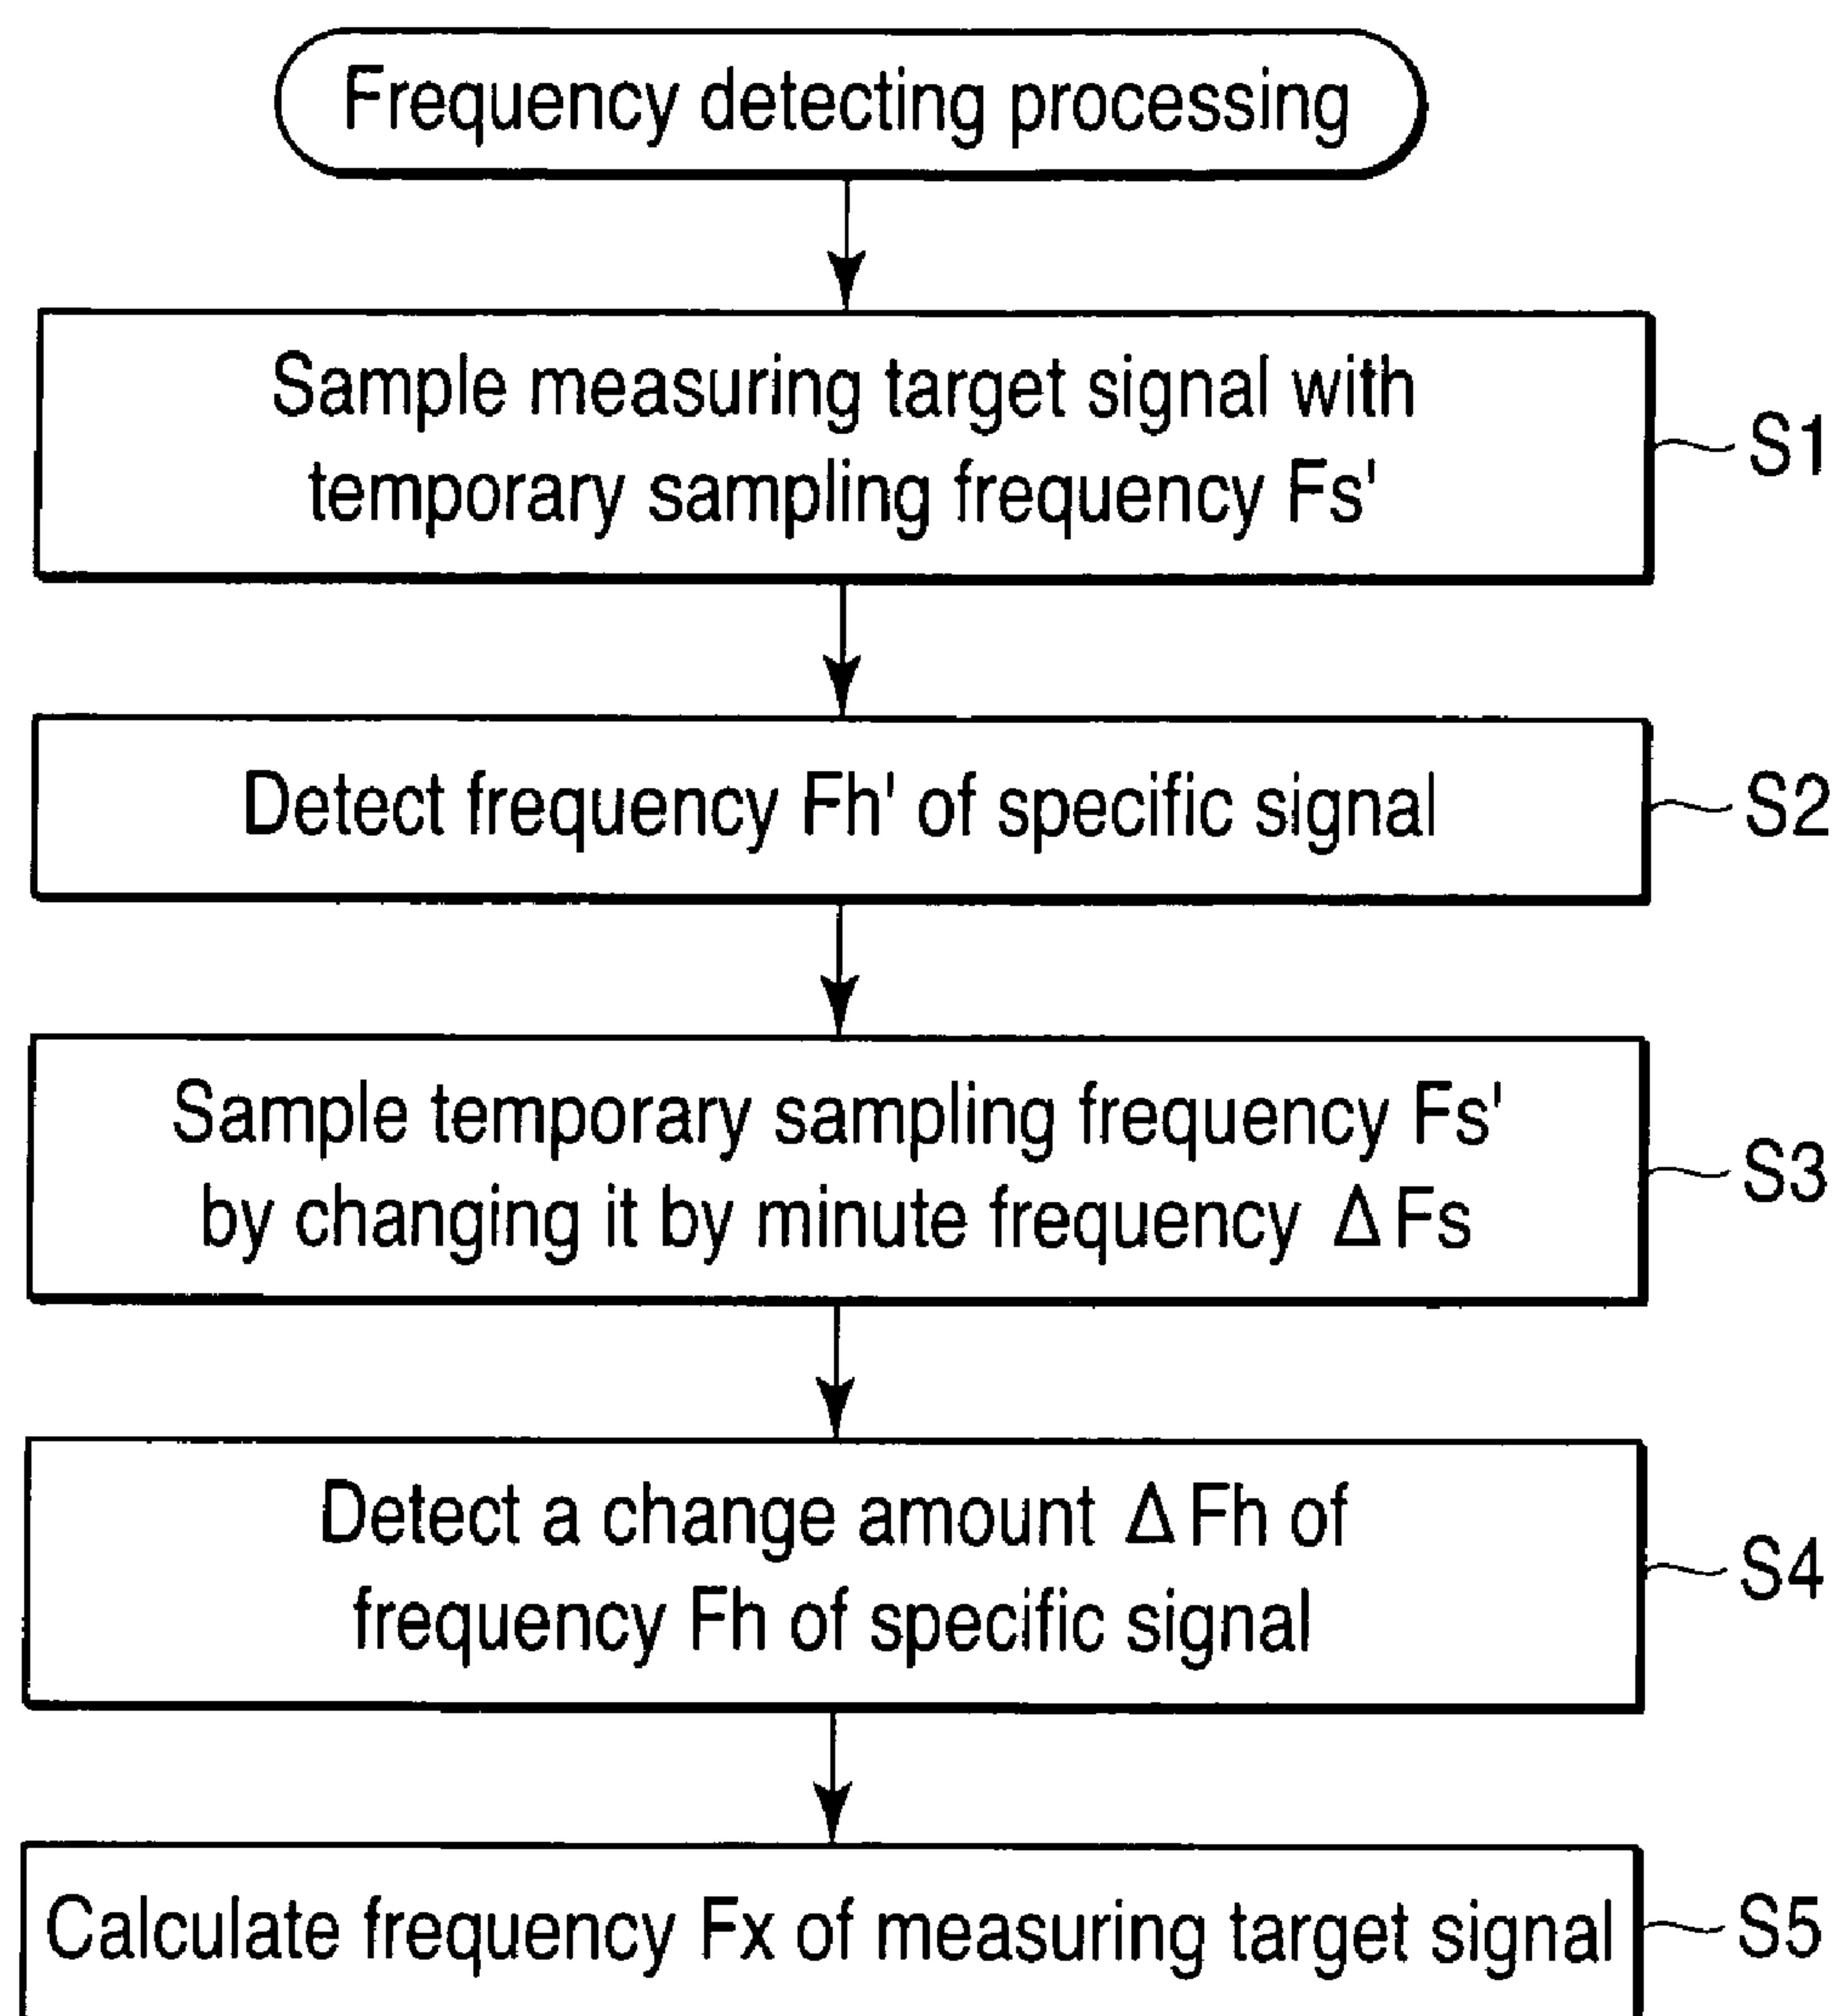 Frequency detecting processing
Sample measuring target signal with
temporary sampling frequency Fs'
S1
Detect frequency Fh' of specific signal
S2
Sample temporary sampling frequency Fs'
by changing it by minute frequency ΔFs
S3
Detect a change amount ΔFh of
frequency Fh of specific signal
S4
Calculate frequency Fx of measuring target signal
S5